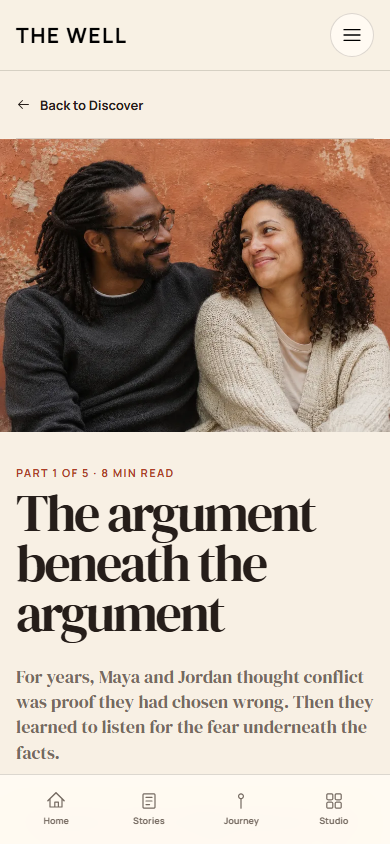 THE WELL
← Back to Discover
PART 1 OF 5 · 8 MIN READ
The argument
beneath the
argument
For years, Maya and Jordan thought conflict
was proof they had chosen wrong. Then they
learned to listen for the fear underneath the
facts.
Home
Stories
Journey
Studio